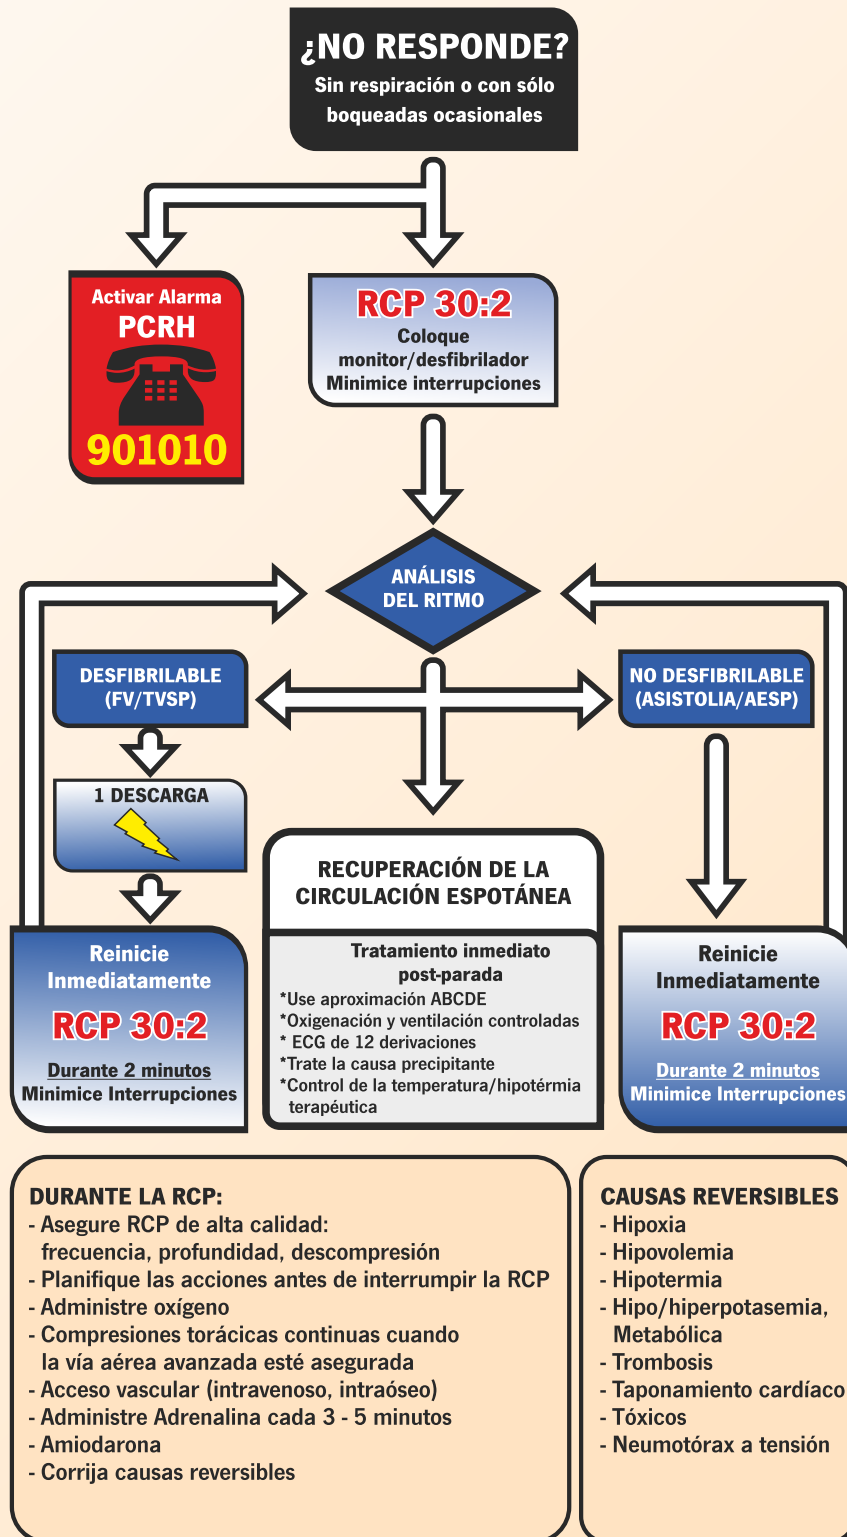 ¿NO RESPONDE?
Sin respiración o con sólo
boqueadas ocasionales
Activar Alarma
PCRH
901010
RCP 30:2
Coloque
monitor/desfibrilador
Minimice interrupciones
ANÁLISIS
DEL RITMO
DESFIBRILABLE
(FV/TVSP)
NO DESFIBRILABLE
(ASISTOLIA/AESP)
1 DESCARGA
RECUPERACIÓN DE LA
CIRCULACIÓN ESPOTÁNEA
Tratamiento inmediato
post-parada
*Use aproximación ABCDE
*Oxigenación y ventilación controladas
* ECG de 12 derivaciones
*Trate la causa precipitante
*Control de la temperatura/hipotérmia
terapéutica
Reinicie
Inmediatamente
RCP 30:2
Durante 2 minutos
Minimice Interrupciones
Reinicie
Inmediatamente
RCP 30:2
Durante 2 minutos
Minimice Interrupciones
DURANTE LA RCP:
- Asegure RCP de alta calidad:
frecuencia, profundidad, descompresión
- Planifique las acciones antes de interrumpir la RCP
- Administre oxígeno
- Compresiones torácicas continuas cuando
la vía aérea avanzada esté asegurada
- Acceso vascular (intravenoso, intraóseo)
- Administre Adrenalina cada 3 - 5 minutos
- Amiodarona
- Corrija causas reversibles
CAUSAS REVERSIBLES
- Hipoxia
- Hipovolemia
- Hipotermia
- Hipo/hiperpotasemia,
Metabólica
- Trombosis
- Taponamiento cardíaco
- Tóxicos
- Neumotórax a tensión